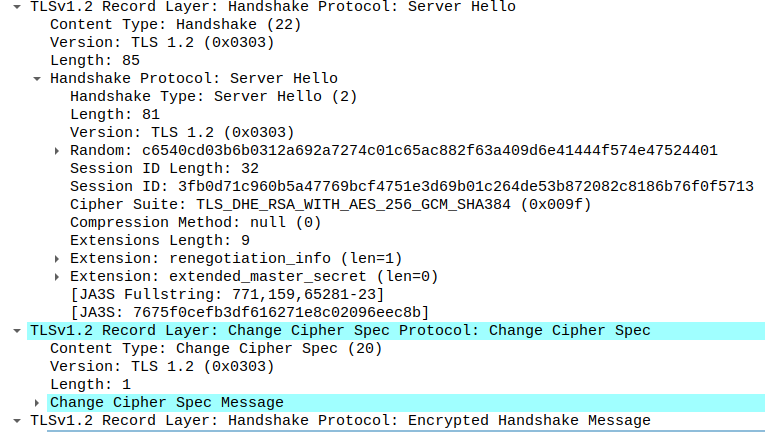 TLSv1.2 Record Layer: Handshake Protocol: Server Hello
Content Type: Handshake (22)
Version: TLS 1.2 (0x0303)
Length: 85
Handshake Protocol: Server Hello
Handshake Type: Server Hello (2)
Length: 81
Version: TLS 1.2 (0x0303)
Random: c6540cd03b6b0312a692a7274c01c65ac882f63a409d6e41444f574e47524401
Session ID Length: 32
Session ID: 3fb0d71c960b5a47769bcf4751e3d69b01c264de53b872082c8186b76f0f5713
Cipher Suite: TLS_DHE_RSA_WITH_AES_256_GCM_SHA384 (0x009f)
Compression Method: null (0)
Extensions Length: 9
Extension: renegotiation_info (len=1)
Extension: extended_master_secret (len=0)
[JA3S Fullstring: 771,159,65281-23]
[JA3S: 7675f0cefb3df616271e8c02096eec8b]
TLSv1.2 Record Layer: Change Cipher Spec Protocol: Change Cipher Spec
Content Type: Change Cipher Spec (20)
Version: TLS 1.2 (0x0303)
Length: 1
Change Cipher Spec Message
TLSv1.2 Record Layer: Handshake Protocol: Encrypted Handshake Message